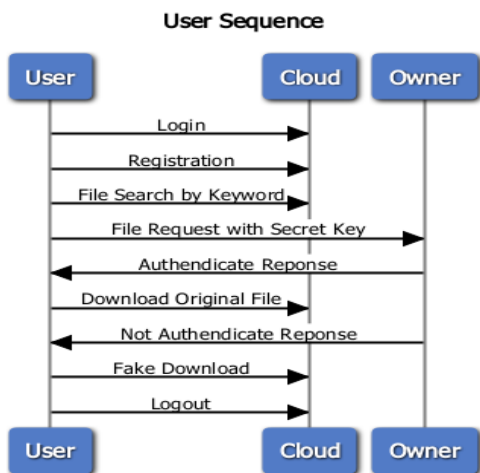 User Sequence
User
Cloud
Owner
Login
Registration
File Search by Keyword
File Request with Secret Key
Authendicate Reponse
Download Original File
Not Authendicate Reponse
Fake Download
Logout
User
Cloud
Owner